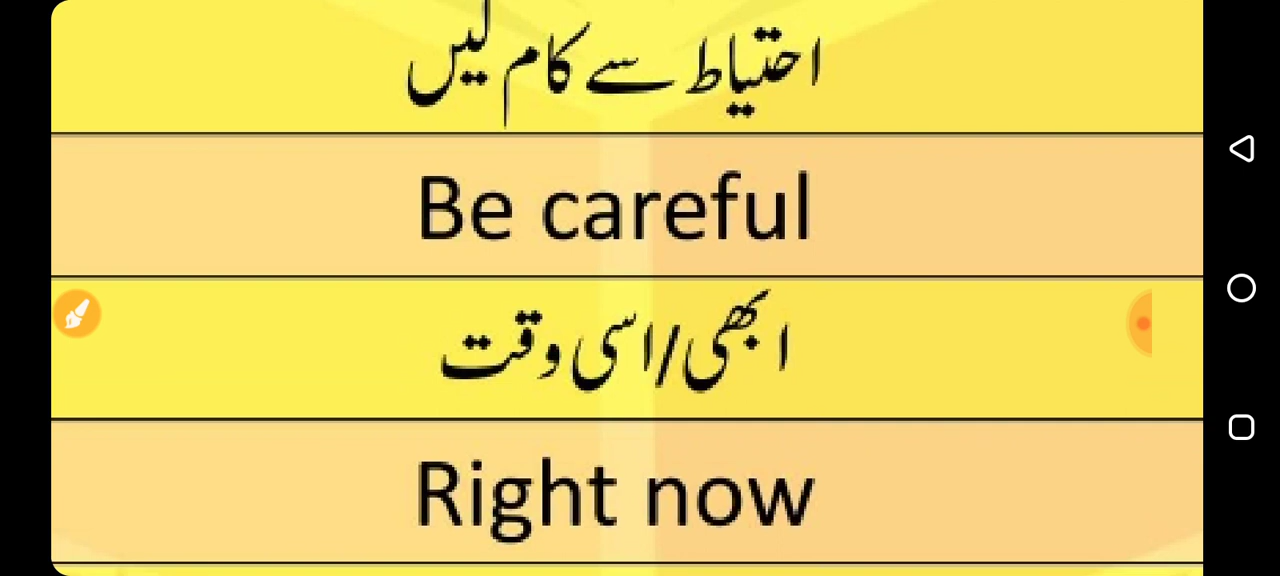 احتیاط سے کام لیں
Be careful
ابھی/اسی وقت
Right now